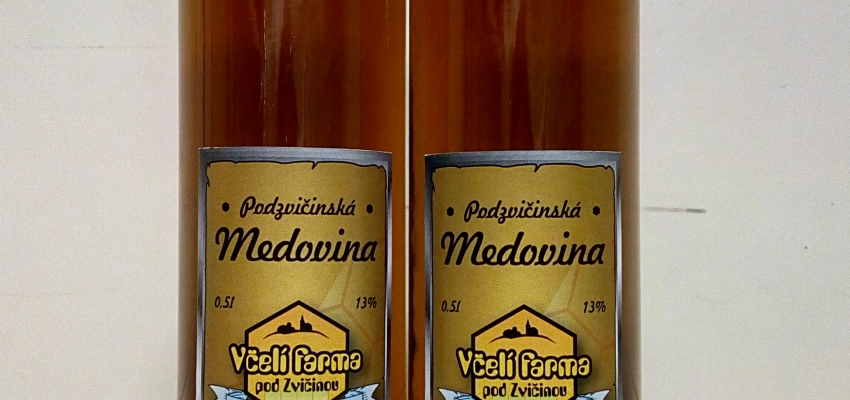 Podzvičinská
Medovina
0,5l 13%
Včelí farma
pod Zvičinou
Podzvičinská
Medovina
0,5l 13%
Včelí farma
pod Zvičinou